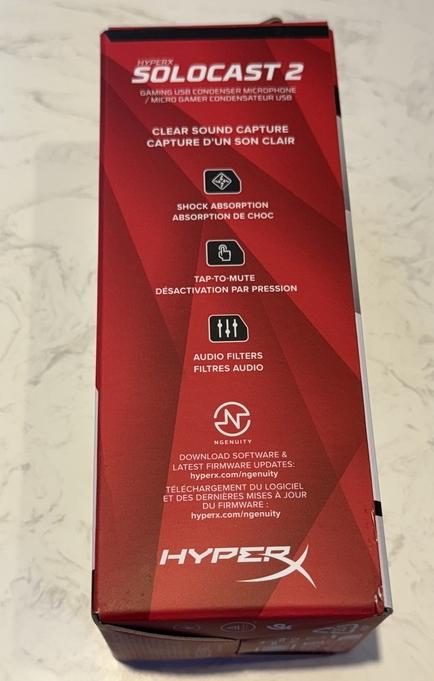 HYPERX
SOLOCAST 2
GAMING USB CONDENSER MICROPHONE
/ MICRO GAMER CONDENSATEUR USB
CLEAR SOUND CAPTURE
CAPTURE D'UN SON CLAIR
SHOCK ABSORPTION
ABSORPTION DE CHOC
TAP-TO-MUTE
DÉSACTIVATION PAR PRESSION
AUDIO FILTERS
FILTRES AUDIO
NGENUITY
DOWNLOAD SOFTWARE &
LATEST FIRMWARE UPDATES:
hyperx.com/ngenuity
TÉLÉCHARGEMENT DU LOGICIEL
ET DES DERNIÈRES MISES À JOUR
DU FIRMWARE :
hyperx.com/ngenuity
HYPERX